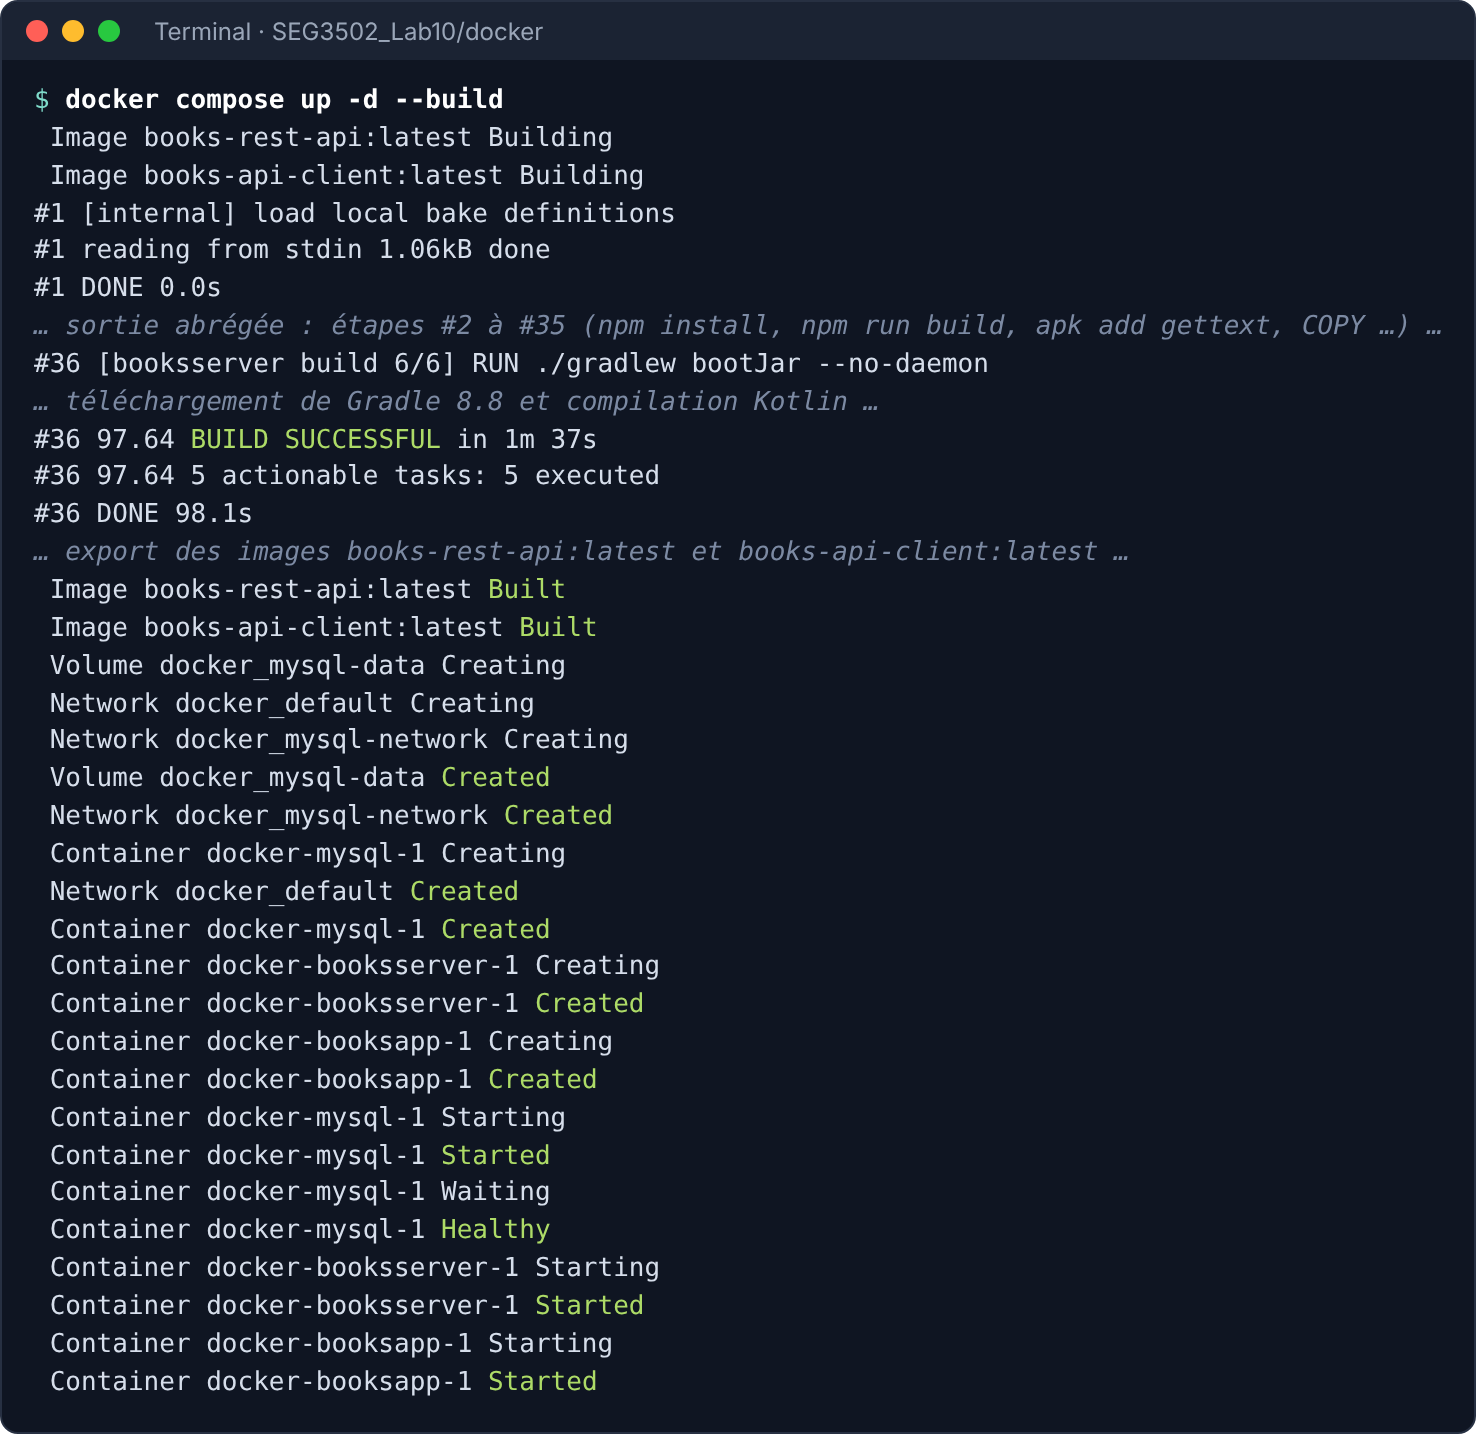 Terminal · SEG3502_Lab10/docker
$ docker compose up -d --build
Image books-rest-api:latest Building
Image books-api-client:latest Building
#1 [internal] load local bake definitions
#1 reading from stdin 1.06kB done
#1 DONE 0.0s
… sortie abrégée : étapes #2 à #35 (npm install, npm run build, apk add gettext, COPY …) …
#36 [booksserver build 6/6] RUN ./gradlew bootJar --no-daemon
… téléchargement de Gradle 8.8 et compilation Kotlin …
#36 97.64 BUILD SUCCESSFUL in 1m 37s
#36 97.64 5 actionable tasks: 5 executed
#36 DONE 98.1s
… export des images books-rest-api:latest et books-api-client:latest …
Image books-rest-api:latest Built
Image books-api-client:latest Built
Volume docker_mysql-data Creating
Network docker_default Creating
Network docker_mysql-network Creating
Volume docker_mysql-data Created
Network docker_mysql-network Created
Container docker-mysql-1 Creating
Network docker_default Created
Container docker-mysql-1 Created
Container docker-booksserver-1 Creating
Container docker-booksserver-1 Created
Container docker-booksapp-1 Creating
Container docker-booksapp-1 Created
Container docker-mysql-1 Starting
Container docker-mysql-1 Started
Container docker-mysql-1 Waiting
Container docker-mysql-1 Healthy
Container docker-booksserver-1 Starting
Container docker-booksserver-1 Started
Container docker-booksapp-1 Starting
Container docker-booksapp-1 Started